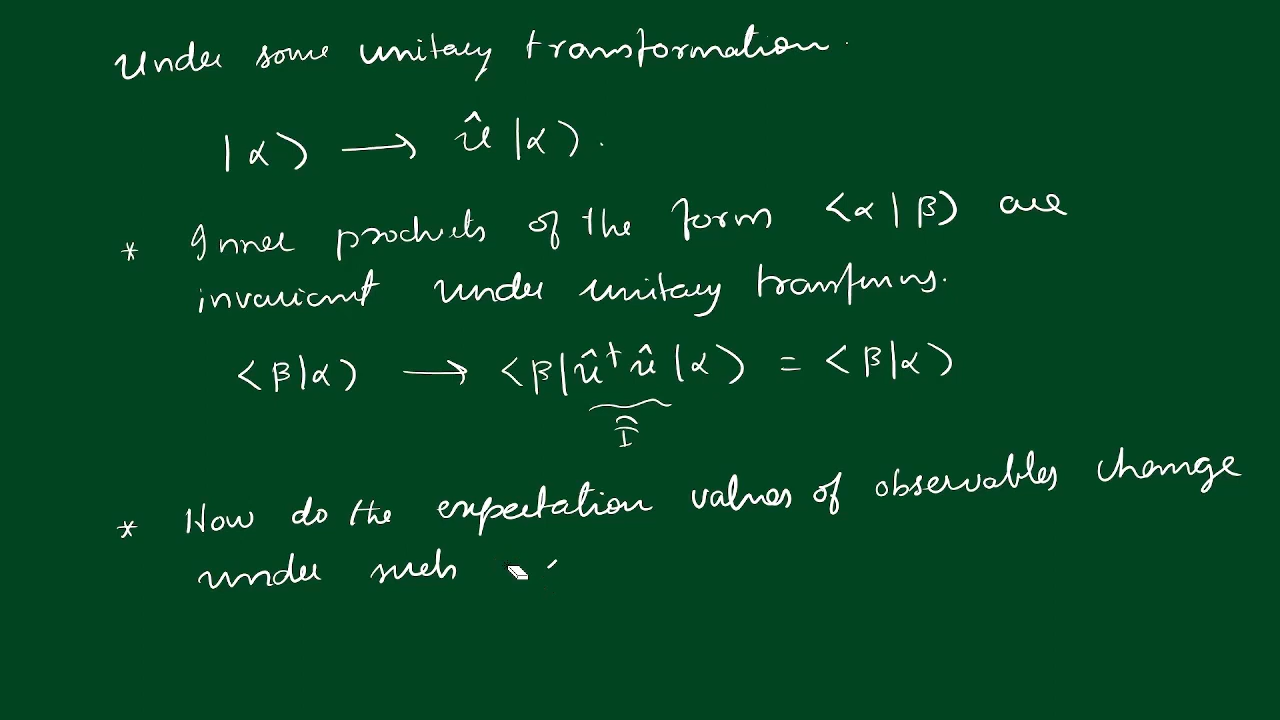 Under some unitary transformation.
|α⟩ → û |α⟩.
* Inner products of the form <α|β⟩ are
invariant under unitary transforms.
<β|α⟩ → <β|û†û|α⟩ = <β|α⟩
Î
* How do the expectation values of observables change
under such